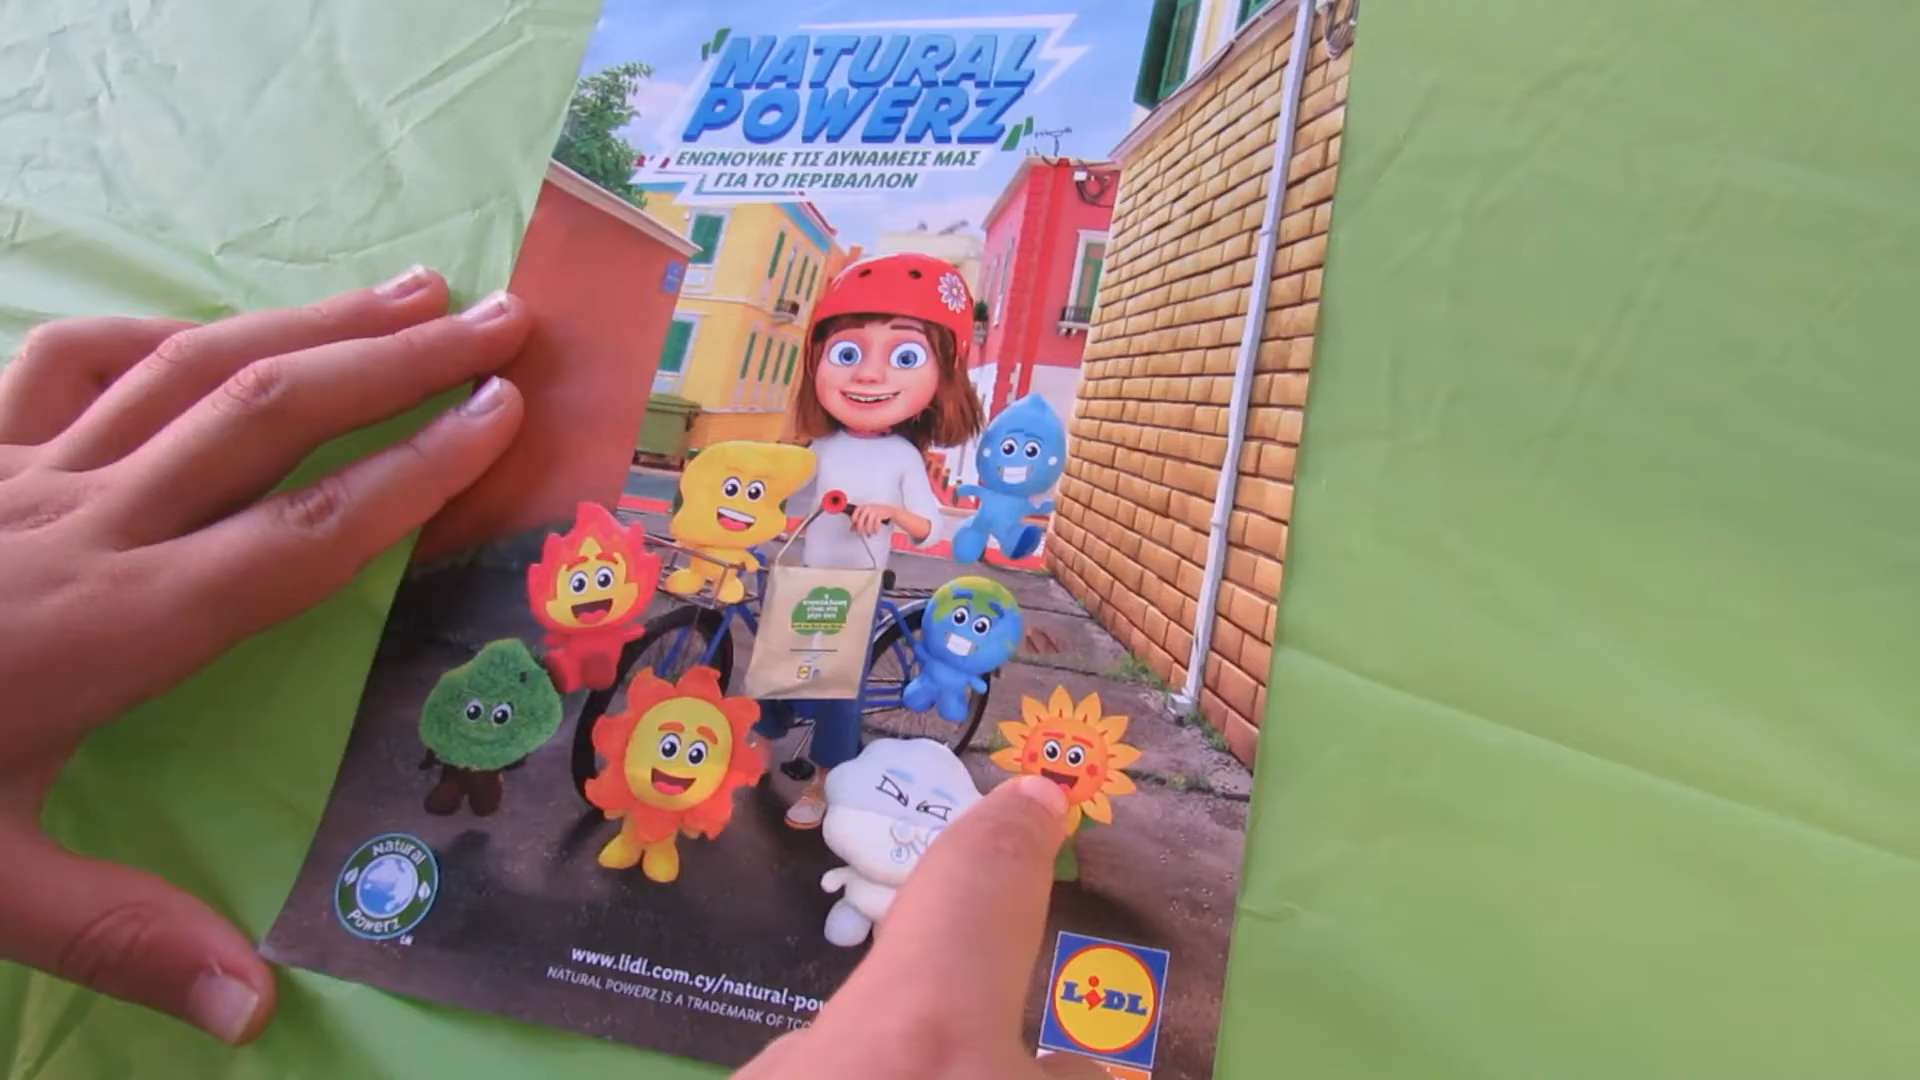 NATURAL
POWERZ
ΕΝΩΝΟΥΜΕ ΤΙΣ ΔΥΝΑΜΕΙΣ ΜΑΣ
ΓΙΑ ΤΟ ΠΕΡΙΒΑΛΛΟΝ
Natural
Powerz
www.lidl.com.cy/natural-pow
NATURAL POWERZ IS A TRADEMARK OF TCC
LIDL